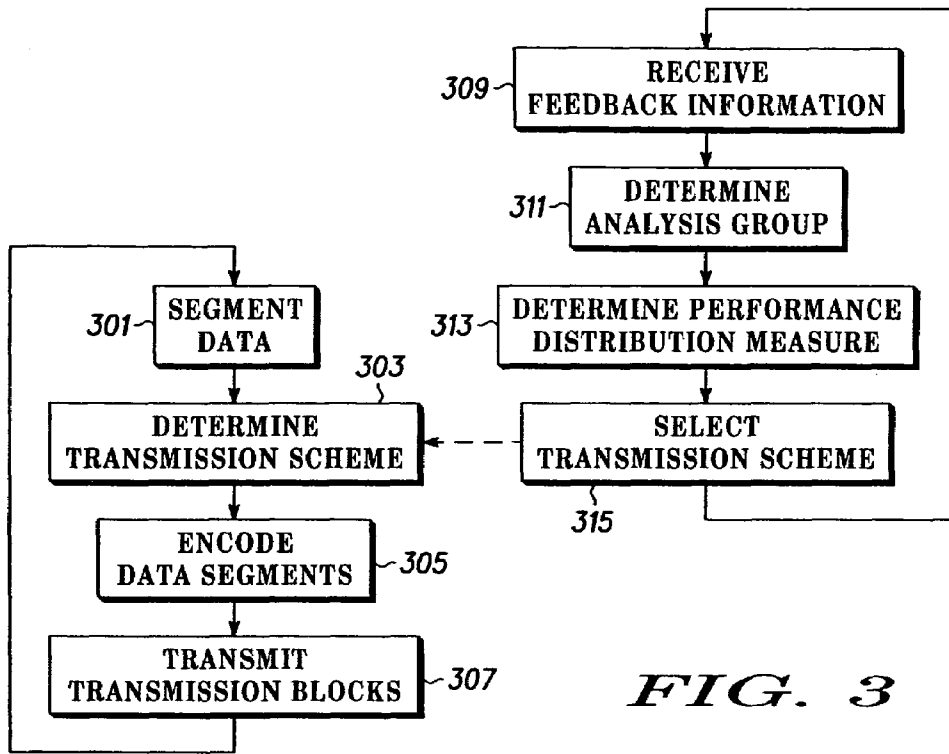 309
RECEIVE
FEEDBACK INFORMATION
311
DETERMINE
ANALYSIS GROUP
313
DETERMINE PERFORMANCE
DISTRIBUTION MEASURE
SELECT
TRANSMISSION SCHEME
315
301
SEGMENT
DATA
303
DETERMINE
TRANSMISSION SCHEME
ENCODE
DATA SEGMENTS
305
TRANSMIT
TRANSMISSION BLOCKS
307
FIG. 3